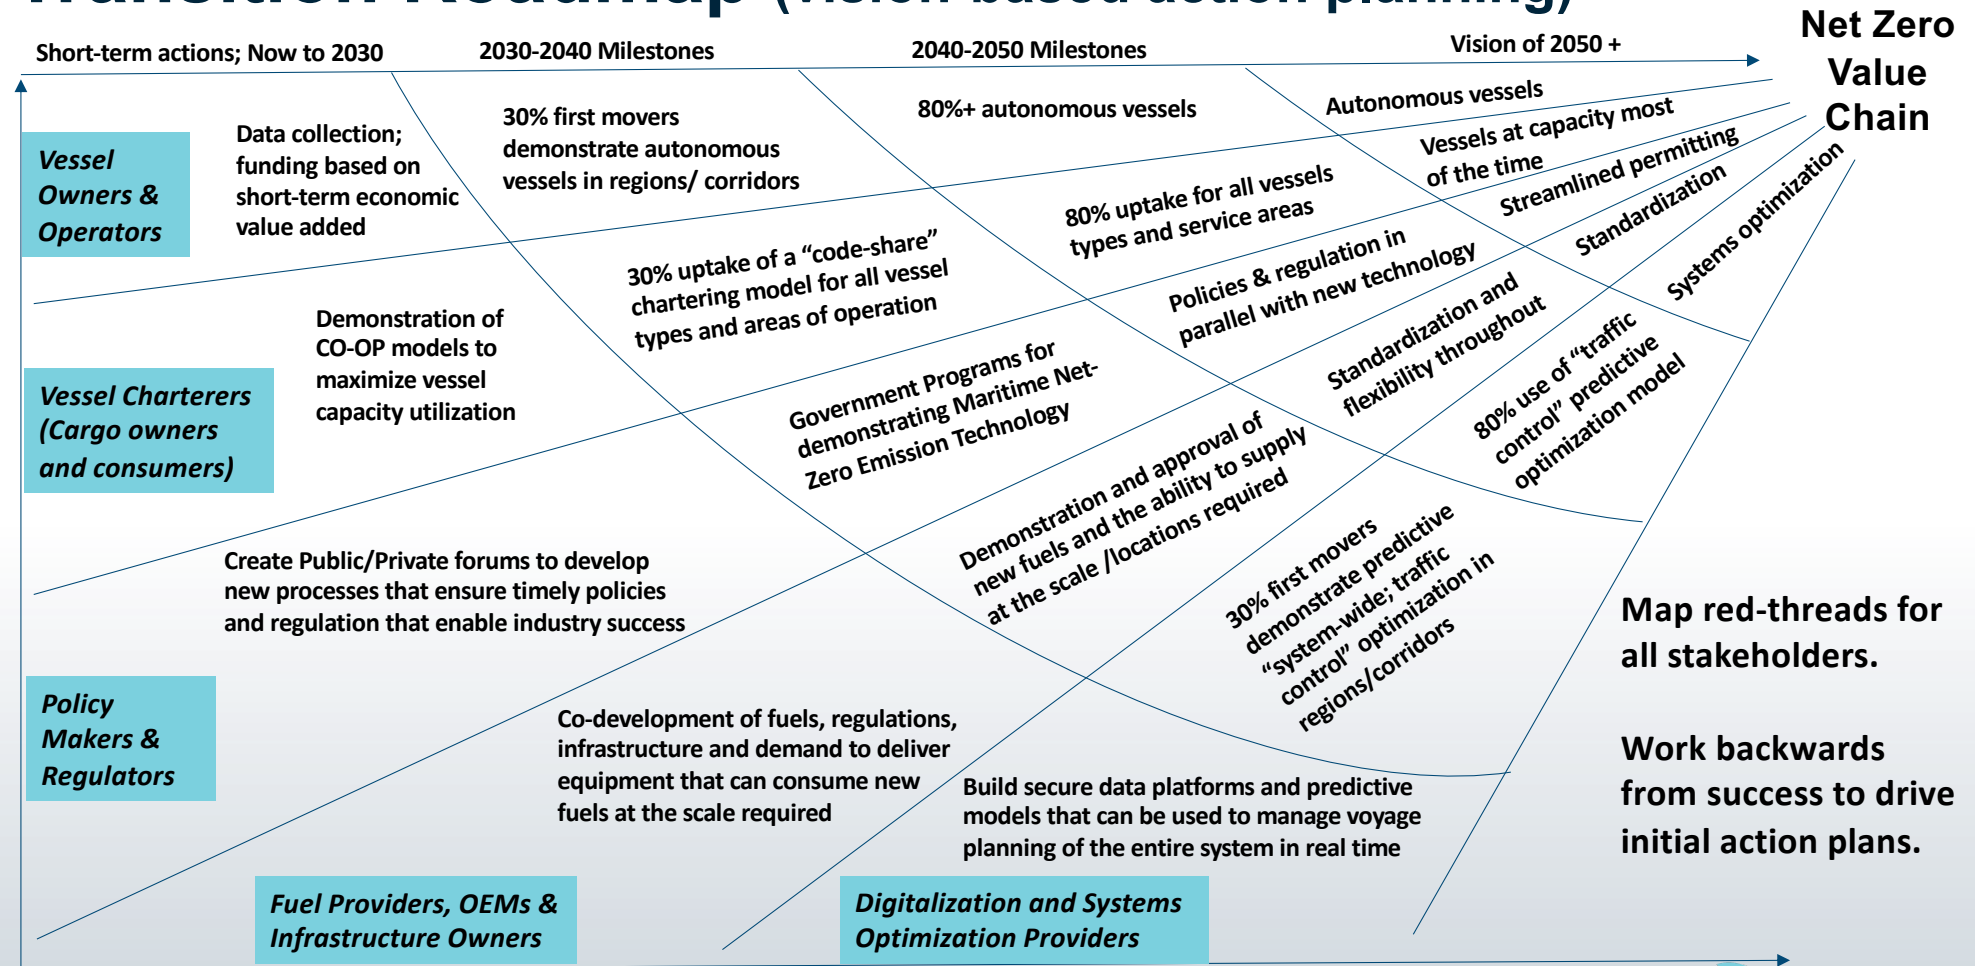 Transition Roadmap (vision-based action planning)
Net Zero
Value
Chain
Short-term actions; Now to 2030
2030-2040 Milestones
2040-2050 Milestones
Vision of 2050 +
Vessel
Owners &
Operators
Data collection;
funding based on
short-term economic
value added
30% first movers
demonstrate autonomous
vessels in regions/ corridors
80%+ autonomous vessels
Autonomous vessels
Vessel Charterers
(Cargo owners
and consumers)
Demonstration of
CO-OP models to
maximize vessel
capacity utilization
30% uptake of a “code-share”
chartering model for all vessel
types and areas of operation
80% uptake for all vessels
types and service areas
Vessels at capacity most
of the time
Policy
Makers &
Regulators
Create Public/Private forums to develop
new processes that ensure timely policies
and regulation that enable industry success
Government Programs for
demonstrating Maritime Net-
Zero Emission Technology
Policies & regulation in
parallel with new technology
Streamlined permitting
Fuel Providers, OEMs &
Infrastructure Owners
Co-development of fuels, regulations,
infrastructure and demand to deliver
equipment that can consume new
fuels at the scale required
Demonstration and approval of
new fuels and the ability to supply
at the scale /locations required
Standardization and
flexibility throughout
Standardization
Digitalization and Systems
Optimization Providers
Build secure data platforms and predictive
models that can be used to manage voyage
planning of the entire system in real time
30% first movers
demonstrate predictive
“system-wide; traffic
control” optimization in
regions/corridors
80% use of “traffic
control” predictive
optimization model
Systems optimization
Map red-threads for
all stakeholders.
Work backwards
from success to drive
initial action plans.